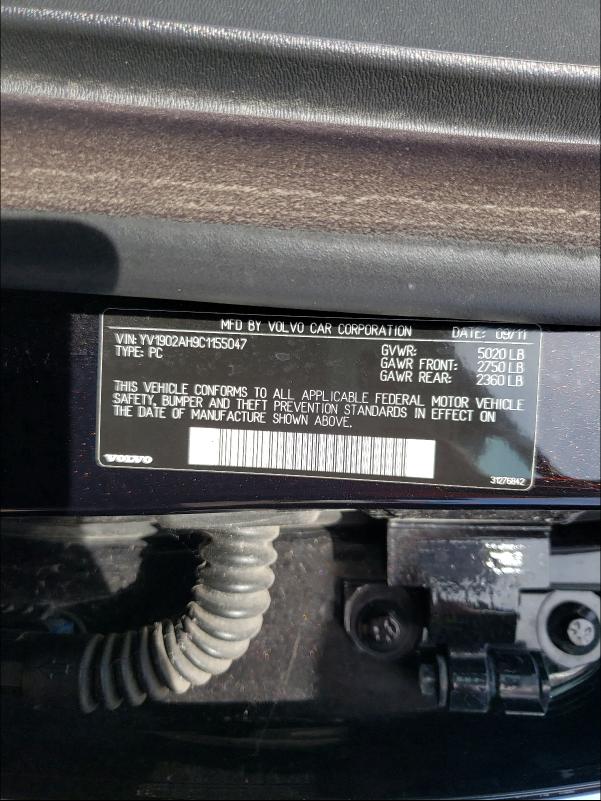 MFD BY VOLVO CAR CORPORATION DATE: 09/11
VIN: YV1902AH9C1155047
TYPE: PC
GVWR: 5020 LB
GAWR FRONT: 2750 LB
GAWR REAR: 2360 LB
THIS VEHICLE CONFORMS TO ALL APPLICABLE FEDERAL MOTOR VEHICLE
SAFETY, BUMPER AND THEFT PREVENTION STANDARDS IN EFFECT ON
THE DATE OF MANUFACTURE SHOWN ABOVE.
VOLVO
31276842